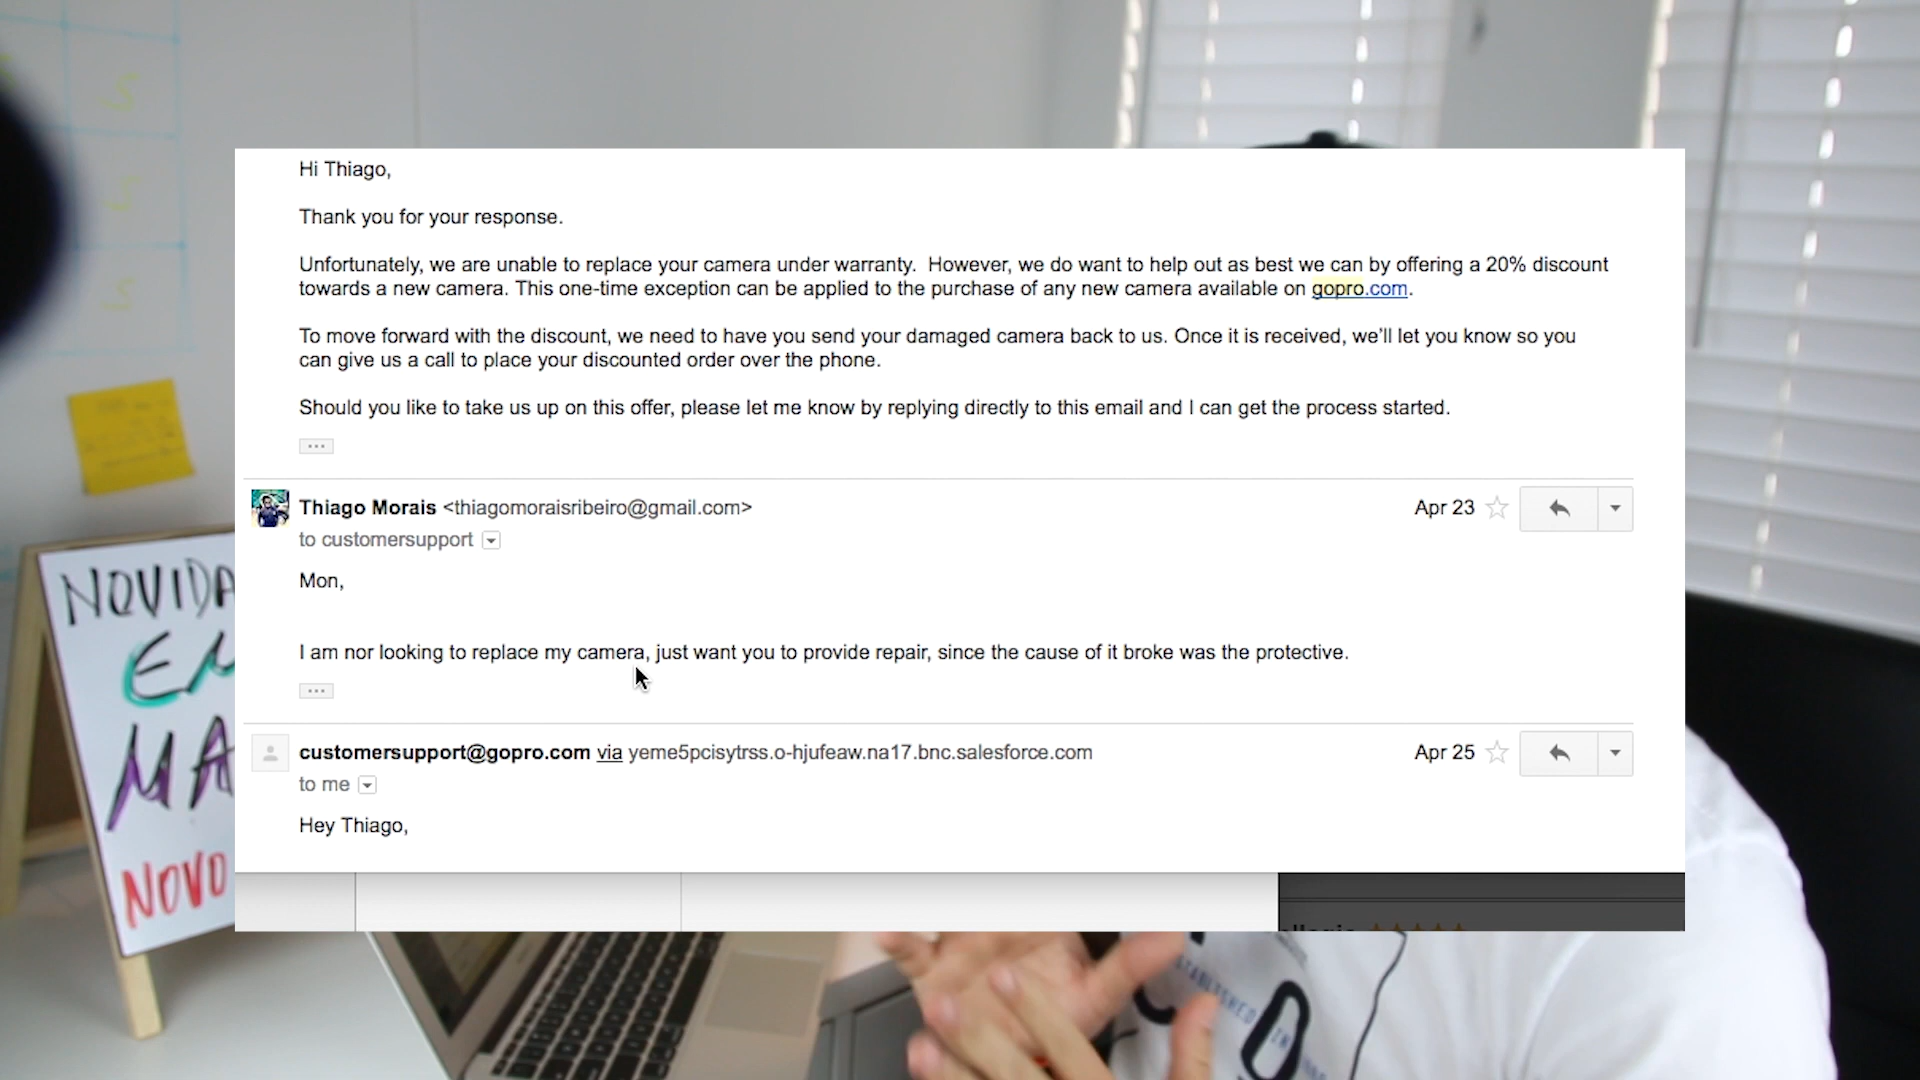 Hi Thiago,
Thank you for your response.
Unfortunately, we are unable to replace your camera under warranty.  However, we do want to help out as best we can by offering a 20% discount
towards a new camera. This one-time exception can be applied to the purchase of any new camera available on gopro.com.
To move forward with the discount, we need to have you send your damaged camera back to us. Once it is received, we'll let you know so you
can give us a call to place your discounted order over the phone.
Should you like to take us up on this offer, please let me know by replying directly to this email and I can get the process started.
Thiago Morais <thiagomoraisribeiro@gmail.com>
Apr 23
to customersupport
Mon,
I am nor looking to replace my camera, just want you to provide repair, since the cause of it broke was the protective.
customersupport@gopro.com via yeme5pcisytrss.o-hjufeaw.na17.bnc.salesforce.com
Apr 25
to me
Hey Thiago,
NOVIDA
EM
MA
NOVO
ESTABLISHED IN